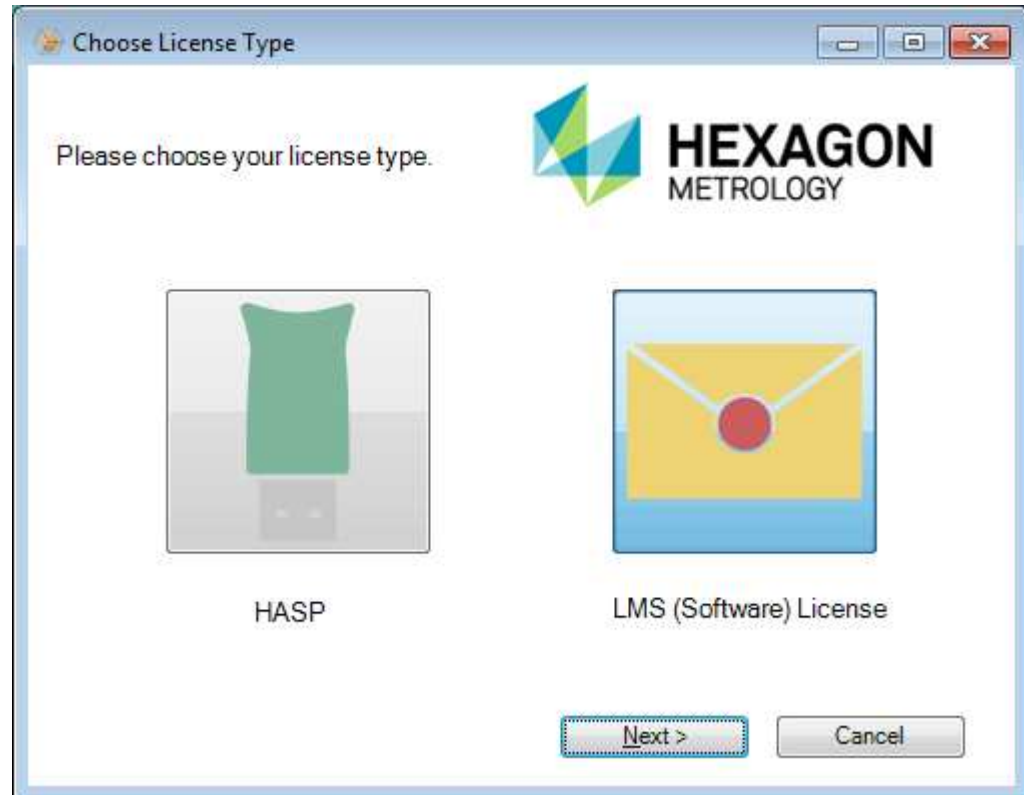 Choose License Type
Please choose your license type.
HEXAGON
METROLOGY
HASP
LMS (Software) License
Next >
Cancel